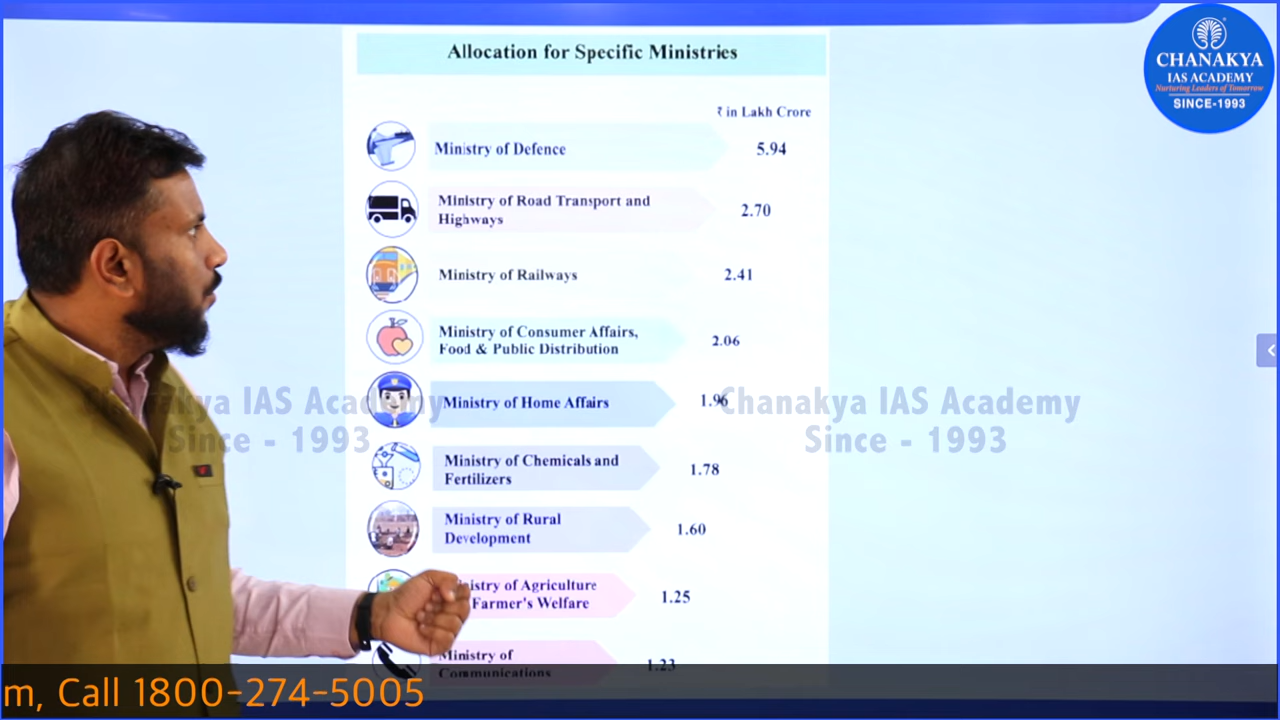 Allocation for Specific Ministries
CHANAKYA
IAS ACADEMY
Nurturing Leaders of Tomorrow
SINCE-1993
₹ in Lakh Crore
Ministry of Defence 5.94
Ministry of Road Transport and
Highways 2.70
Ministry of Railways 2.41
Ministry of Consumer Affairs,
Food & Public Distribution 2.06
Ministry of Home Affairs 1.96
Chanakya IAS Academy
Since - 1993
Chanakya IAS Academy
Since - 1993
Ministry of Chemicals and
Fertilizers 1.78
Ministry of Rural
Development 1.60
istry of Agriculture
Farmer's Welfare 1.25
Ministry of
Communications 1.23
m, Call 1800-274-5005